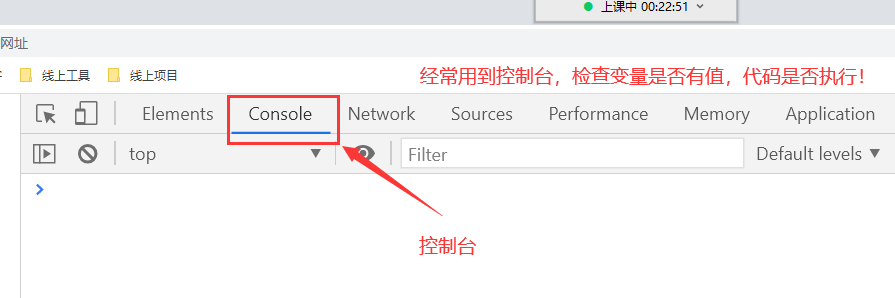 上课中 00:22:51
网址
线上工具 线上项目
经常用到控制台，检查变量是否有值，代码是否执行！
Elements Console Network Sources Performance Memory Application
top Filter Default levels
控制台